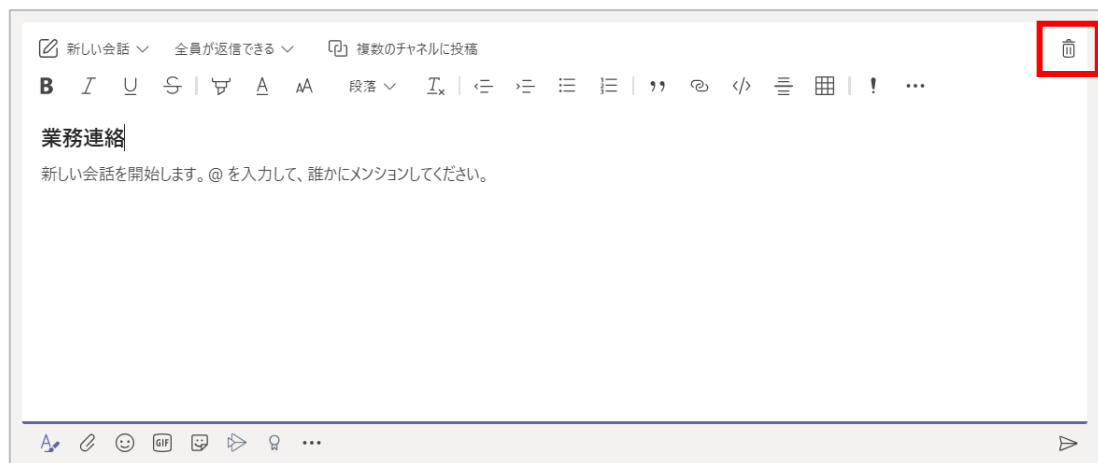 新しい会話 全員が返信できる 複数のチャネルに投稿
B I U S A AA 段落 Tx ! ...
業務連絡
新しい会話を開始します。@ を入力して、誰かにメンションしてください。
A GIF ...